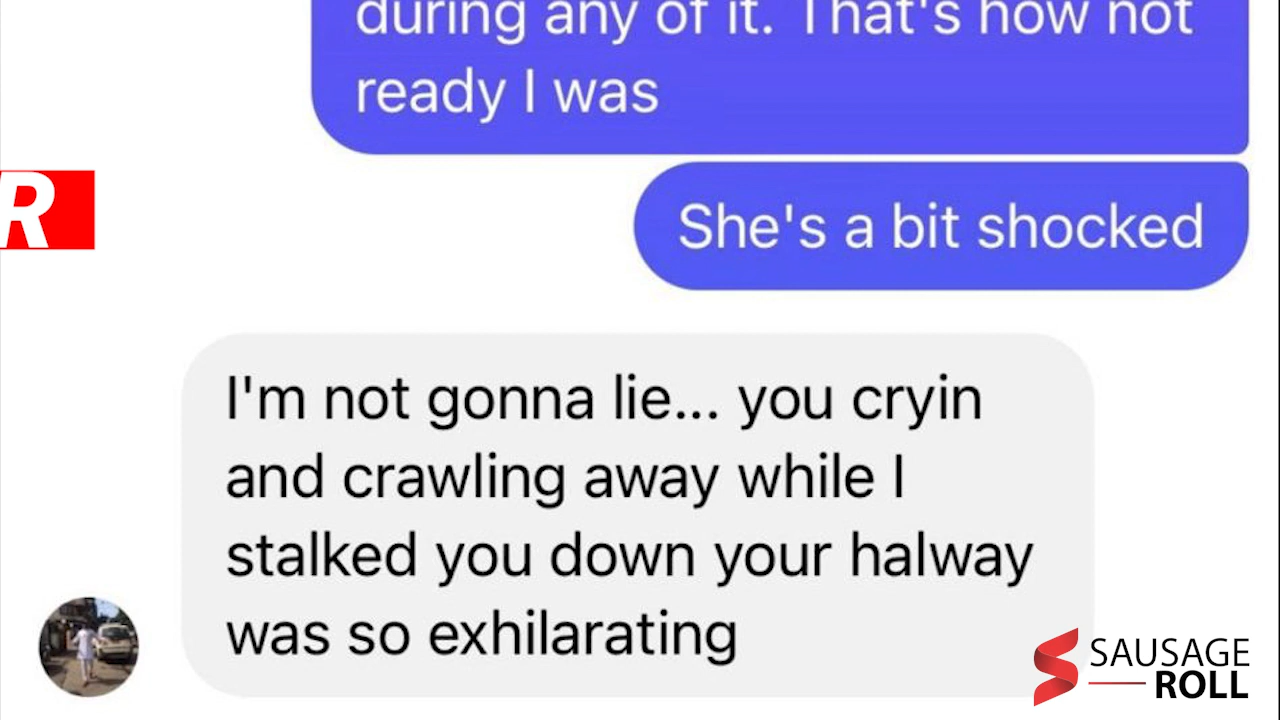 during any of it. That's how not
ready I was
She's a bit shocked
R
I'm not gonna lie... you cryin
and crawling away while I
stalked you down your halway
was so exhilarating
SAUSAGE
ROLL